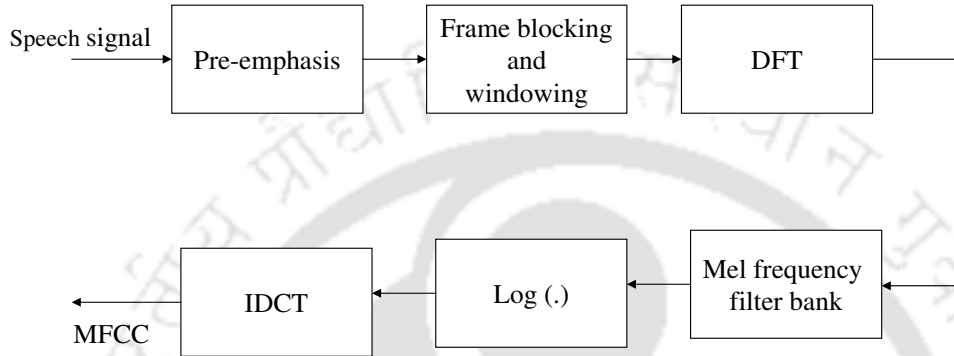 Speech signal
Pre-emphasis
Frame blocking
and
windowing
DFT
Mel frequency
filter bank
Log (.)
IDCT
MFCC